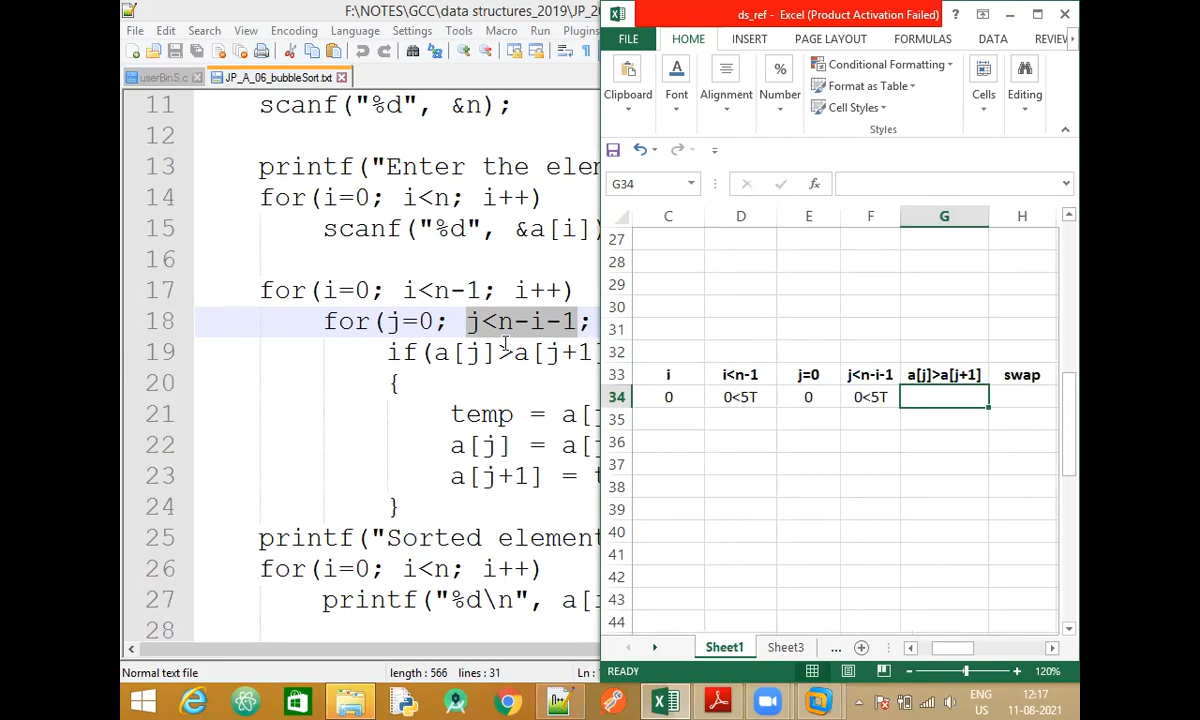 F:\NOTES\GCC\data structures_2019\JP_
File Edit Search View Encoding Language Settings Tools Macro Run Plugins
userBinS.c JP_A_06_bubbleSort.txt
11 scanf("%d", &n);
12
13 printf("Enter the elem
14 for(i=0; i<n; i++)
15 scanf("%d", &a[i])
16
17 for(i=0; i<n-1; i++)
18 for(j=0; j<n-i-1;
19 if(a[j]>a[j+1]
20 {
21 temp = a[j
22 a[j] = a[j
23 a[j+1] = t
24 }
25 printf("Sorted element
26 for(i=0; i<n; i++)
27 printf("%d\n", a[i
28
Normal text file length : 566 lines : 31 Ln :
ds_ref - Excel (Product Activation Failed) ?
FILE HOME INSERT PAGE LAYOUT FORMULAS DATA REVIEW
Clipboard Font Alignment Number Conditional Formatting Format as Table Cell Styles Styles Cells Editing
G34 fx
C D E F G H
27
28
29
30
31
32
33 i i<n-1 j=0 j<n-i-1 a[j]>a[j+1] swap
34 0 0<5T 0 0<5T
35
36
37
38
39
40
41
42
43
44
Sheet1 Sheet3 ...
READY 120%
ENG US 12:17 11-08-2021